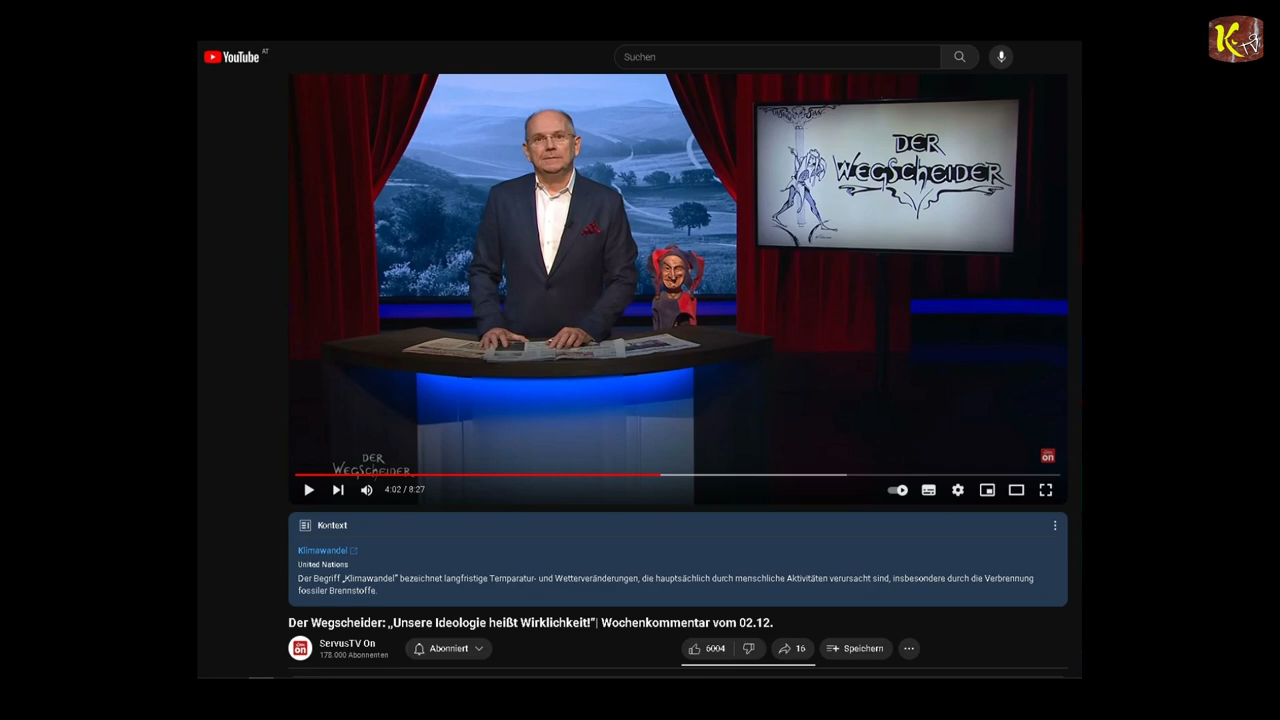 YouTube AT
Suchen
K
TV
DER
WEGSCHEIDER
DER
WEGSCHEIDER
on
4:02 / 8:27
Kontext
Klimawandel
United Nations
Der Begriff „Klimawandel" bezeichnet langfristige Temperatur- und Wetterveränderungen, die hauptsächlich durch menschliche Aktivitäten verursacht sind, insbesondere durch die Verbrennung
fossiler Brennstoffe.
Der Wegscheider: „Unsere Ideologie heißt Wirklichkeit!"| Wochenkommentar vom 02.12.
on
ServusTV On
178.000 Abonnenten
Abonniert
6004
16
Speichern